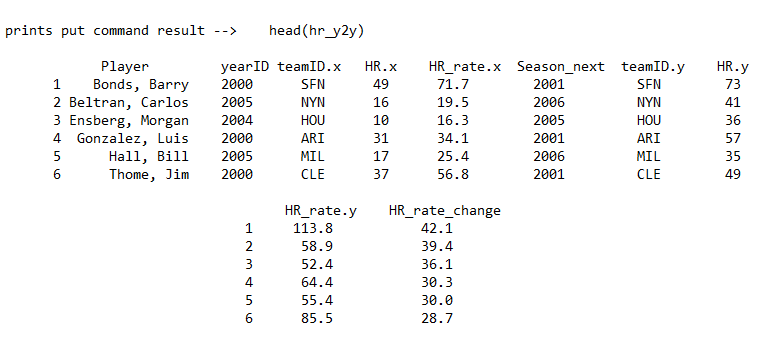 prints put command result --> head(hr_y2y)
Player yearID teamID.x HR.x HR_rate.x Season_next teamID.y HR.y
1 Bonds, Barry 2000 SFN 49 71.7 2001 SFN 73
2 Beltran, Carlos 2005 NYN 16 19.5 2006 NYN 41
3 Ensberg, Morgan 2004 HOU 10 16.3 2005 HOU 36
4 Gonzalez, Luis 2000 ARI 31 34.1 2001 ARI 57
5 Hall, Bill 2005 MIL 17 25.4 2006 MIL 35
6 Thome, Jim 2000 CLE 37 56.8 2001 CLE 49
HR_rate.y HR_rate_change
1 113.8 42.1
2 58.9 39.4
3 52.4 36.1
4 64.4 30.3
5 55.4 30.0
6 85.5 28.7